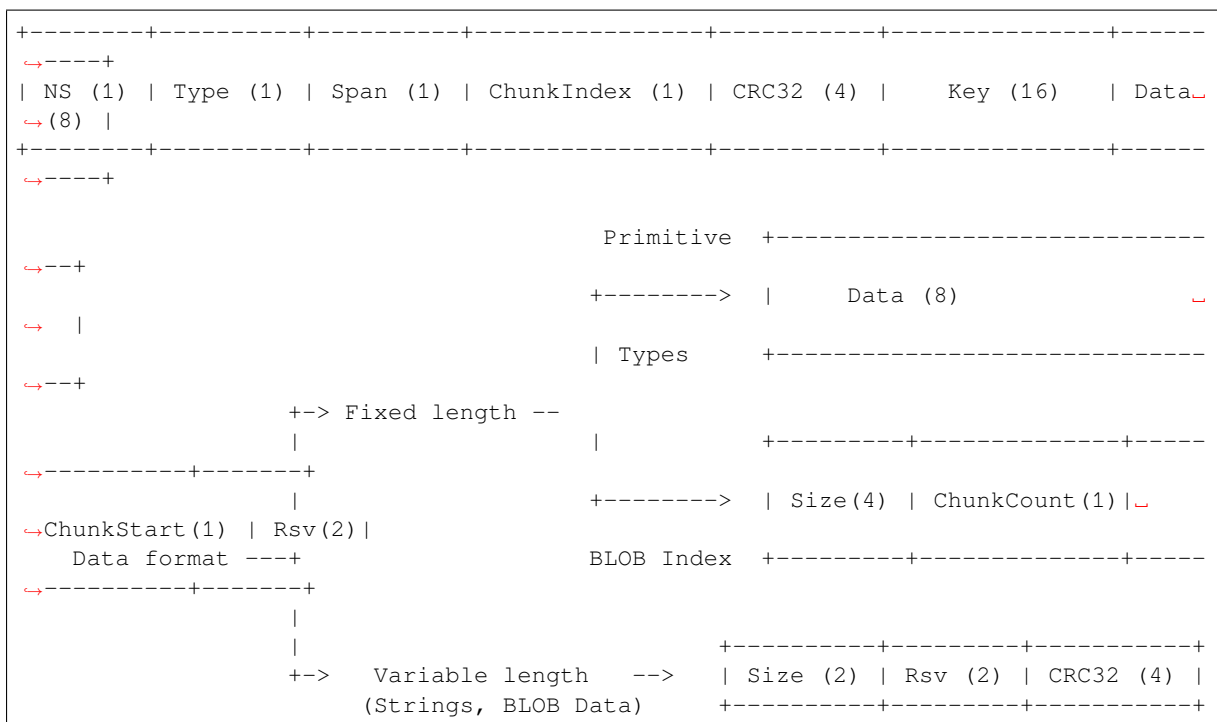 +--------+----------+----------+----------------+-----------+---------------+------
↪----+
| NS (1) | Type (1) | Span (1) | ChunkIndex (1) | CRC32 (4) |    Key (16)   | Data␣
↪(8) |
+--------+----------+----------+----------------+-----------+---------------+------
↪----+
                                         Primitive  +------------------------------
↪--+
                                        +-------->  |     Data (8)                ␣
↪  |
                                        | Types     +------------------------------
↪--+
                   +-> Fixed length --
                   |                    |           +---------+--------------+-----
↪----------+-------+
                   |                    +-------->  | Size(4) | ChunkCount(1)|␣
↪ChunkStart(1) | Rsv(2)|
    Data format ---+                    BLOB Index  +---------+--------------+-----
↪----------+-------+
                   |
                   |                             +----------+---------+-----------+
                   +->   Variable length   -->   | Size (2) | Rsv (2) | CRC32 (4) |
                        (Strings, BLOB Data)     +----------+---------+-----------+